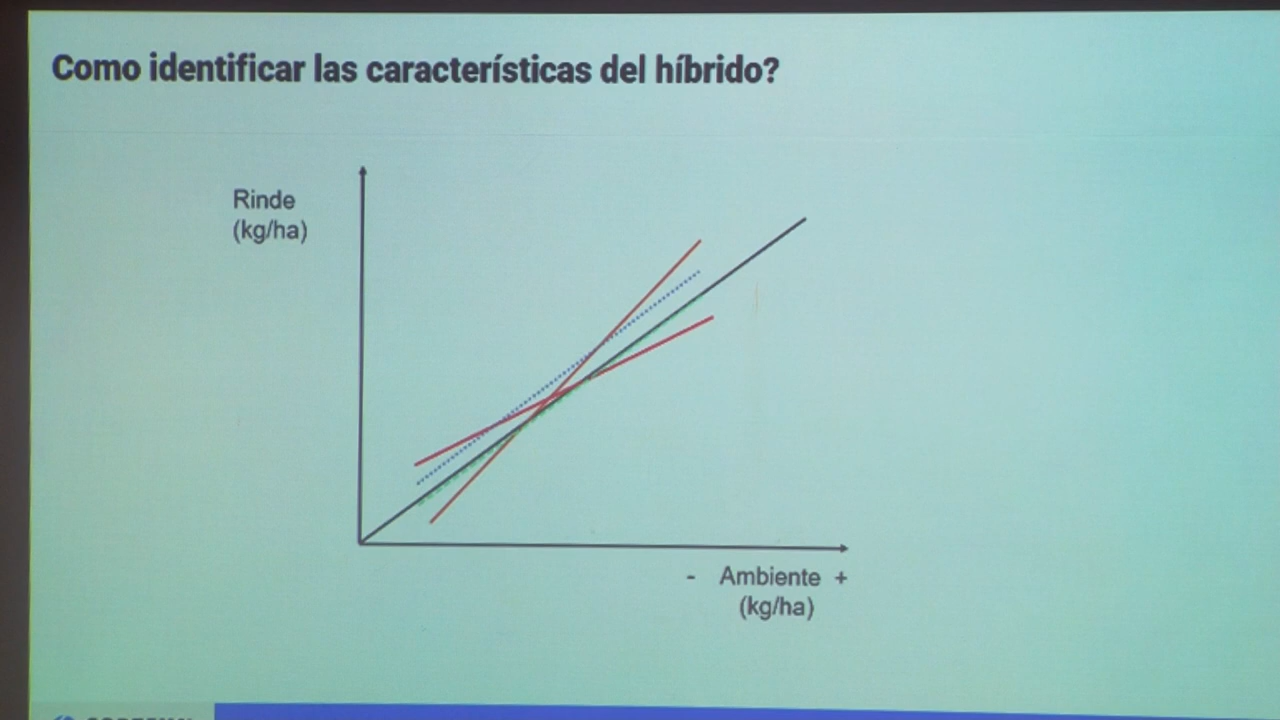 Como identificar las características del híbrido?
Rinde
(kg/ha)
- Ambiente +
(kg/ha)